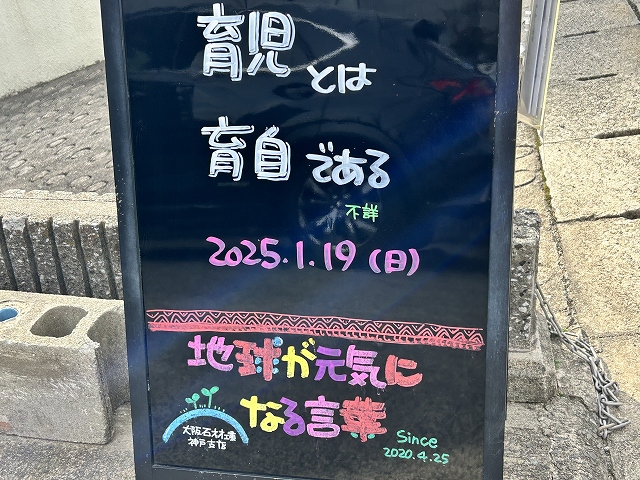 育児とは
育自である
不詳
2025.1.19(日)
地球が元気に
なる言葉
大阪石材工業
神戸店
Since
2020.4.25